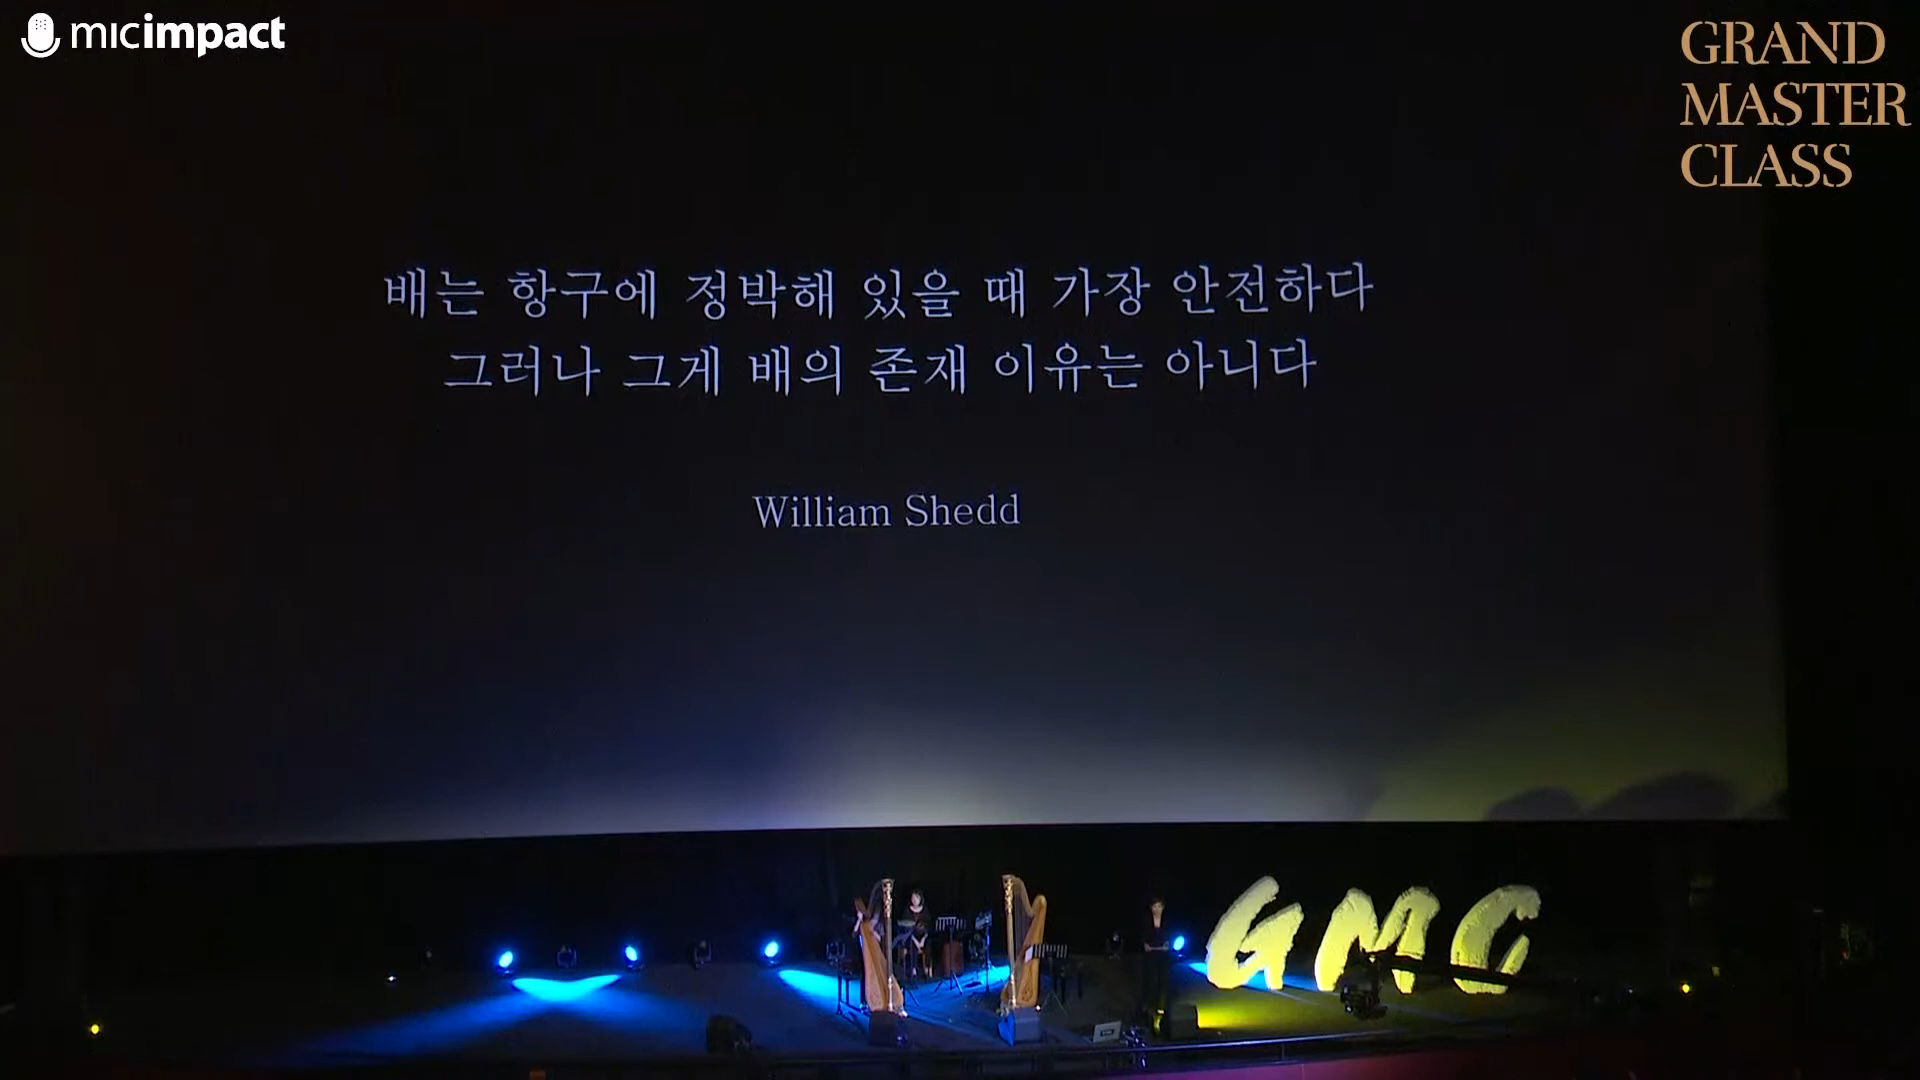 micimpact
GRAND
MASTER
CLASS
배는 항구에 정박해 있을 때 가장 안전하다
그러나 그게 배의 존재 이유는 아니다
William Shedd
GMC